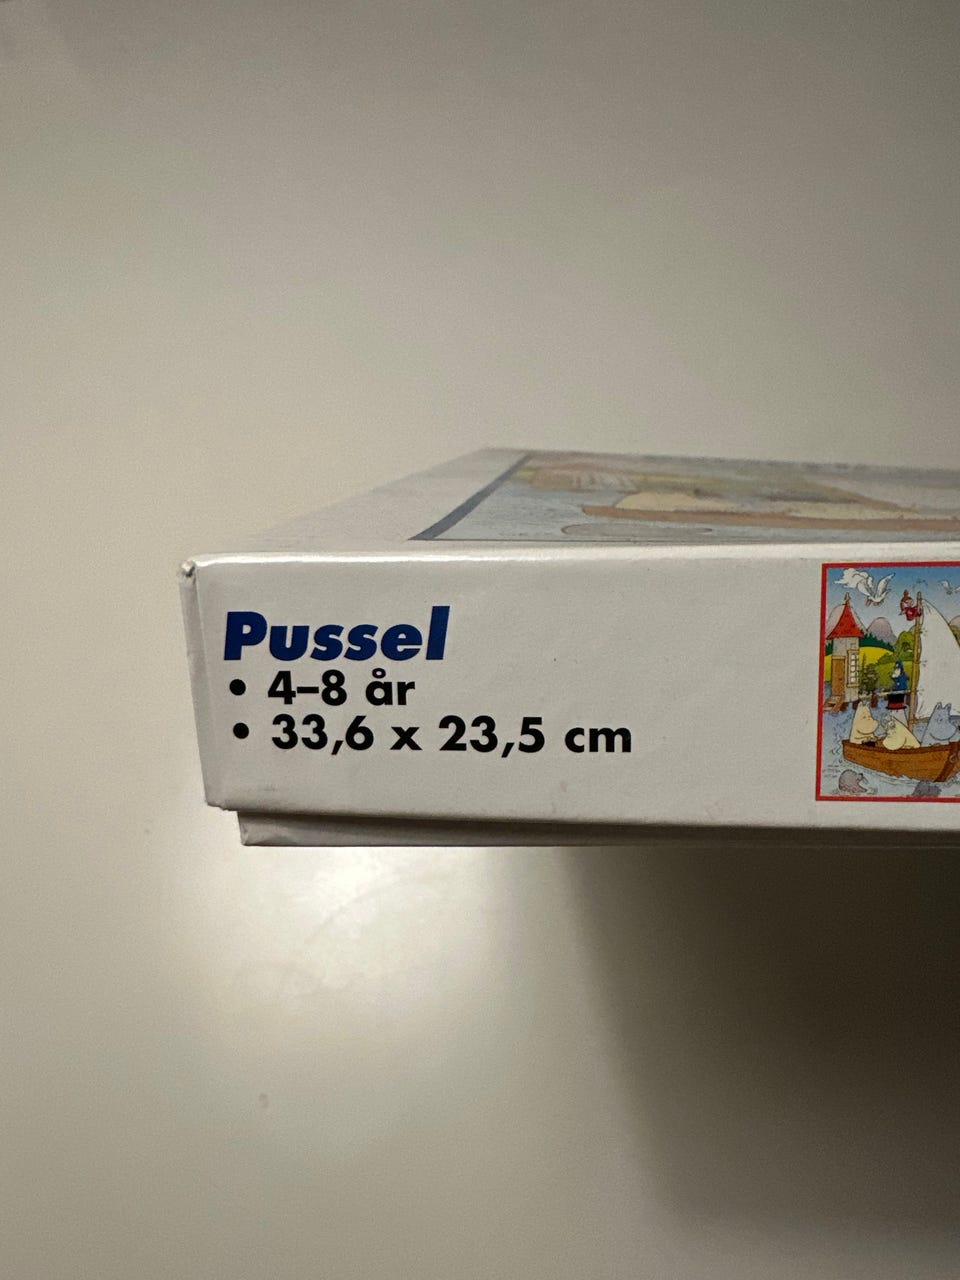 Pussel
• 4–8 år
• 33,6 x 23,5 cm